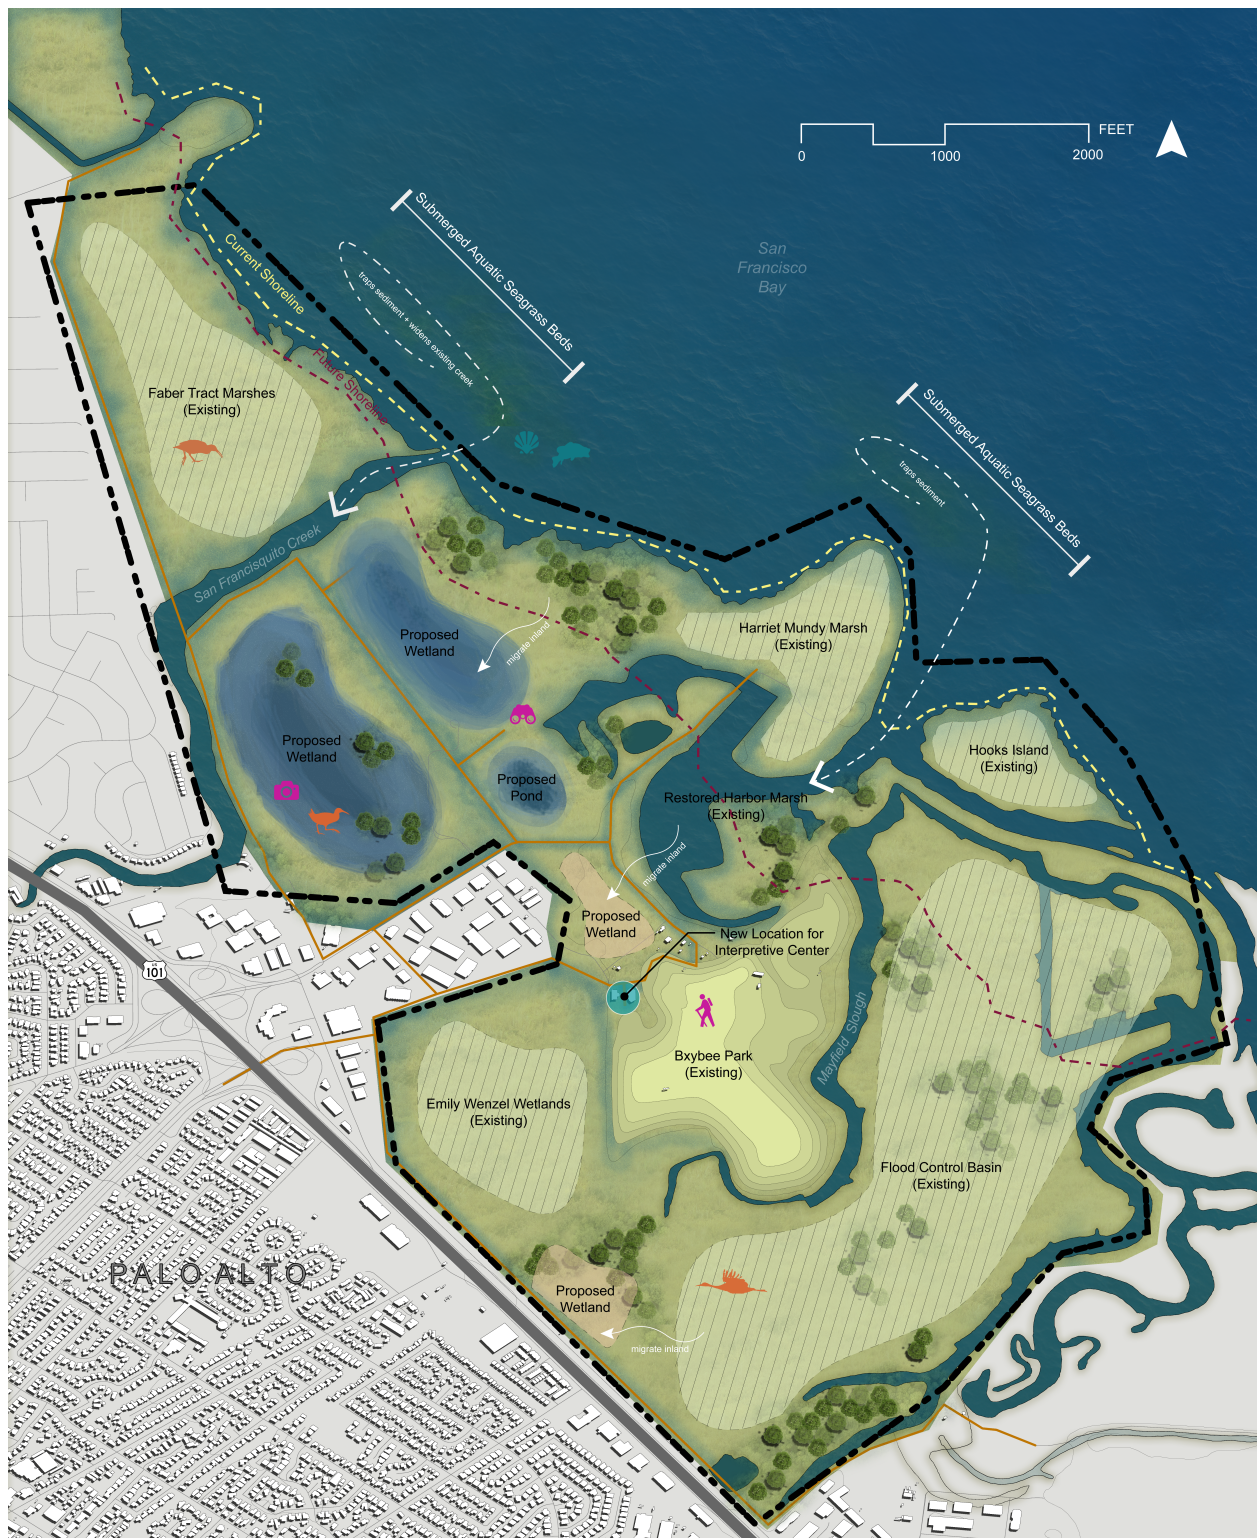 FEET
0
1000
2000
Submerged Aquatic Seagrass Beds
San
Francisco
Bay
Current Shoreline
traps sediment + widens existing creek
Future Shoreline
Faber Tract Marshes
(Existing)
Submerged Aquatic Seagrass Beds
traps sediment
San Francisquito Creek
Proposed
Wetland
migrate inland
Harriet Mundy Marsh
(Existing)
Proposed
Wetland
Proposed
Pond
Hooks Island
(Existing)
Restored Harbor Marsh
(Existing)
migrate inland
Proposed
Wetland
New Location for
Interpretive Center
US
101
Mayfield Slough
Bxybee Park
(Existing)
Emily Wenzel Wetlands
(Existing)
Flood Control Basin
(Existing)
PALO ALTO
Proposed
Wetland
migrate inland